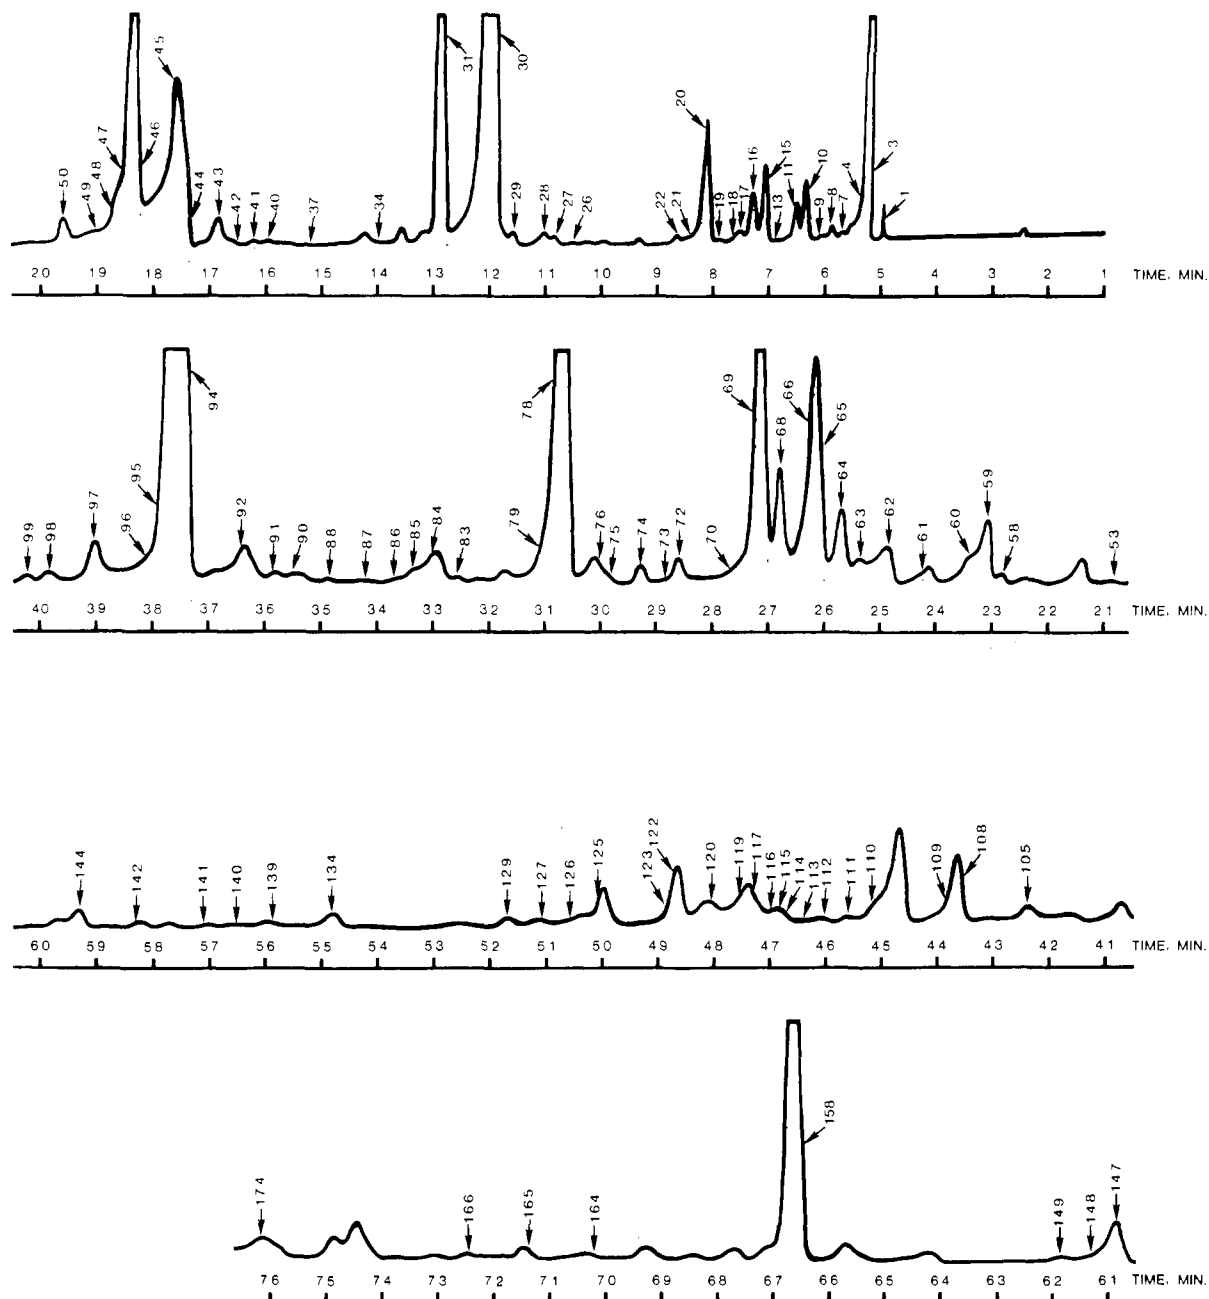 50 49 48 47 46 45 44 43 42 41 40 37 34 31 30 29 28 27 26 22 21 20 19 18 17 16 15 13 11 10 9 8 7 4 3 1
20 19 18 17 16 15 14 13 12 11 10 9 8 7 6 5 4 3 2 1 TIME, MIN.
99 98 97 96 95 94 92 91 90 88 87 86 85 84 83 79 78 76 75 74 73 72 70 69 68 66 65 64 63 62 61 60 59 58 53
40 39 38 37 36 35 34 33 32 31 30 29 28 27 26 25 24 23 22 21 TIME, MIN.
144 142 141 140 139 134 129 127 126 125 123 122 120 119 117 116 115 114 113 112 111 110 109 108 105
60 59 58 57 56 55 54 53 52 51 50 49 48 47 46 45 44 43 42 41 TIME, MIN.
174 166 165 164 158 149 148 147
76 75 74 73 72 71 70 69 68 67 66 65 64 63 62 61 TIME, MIN.